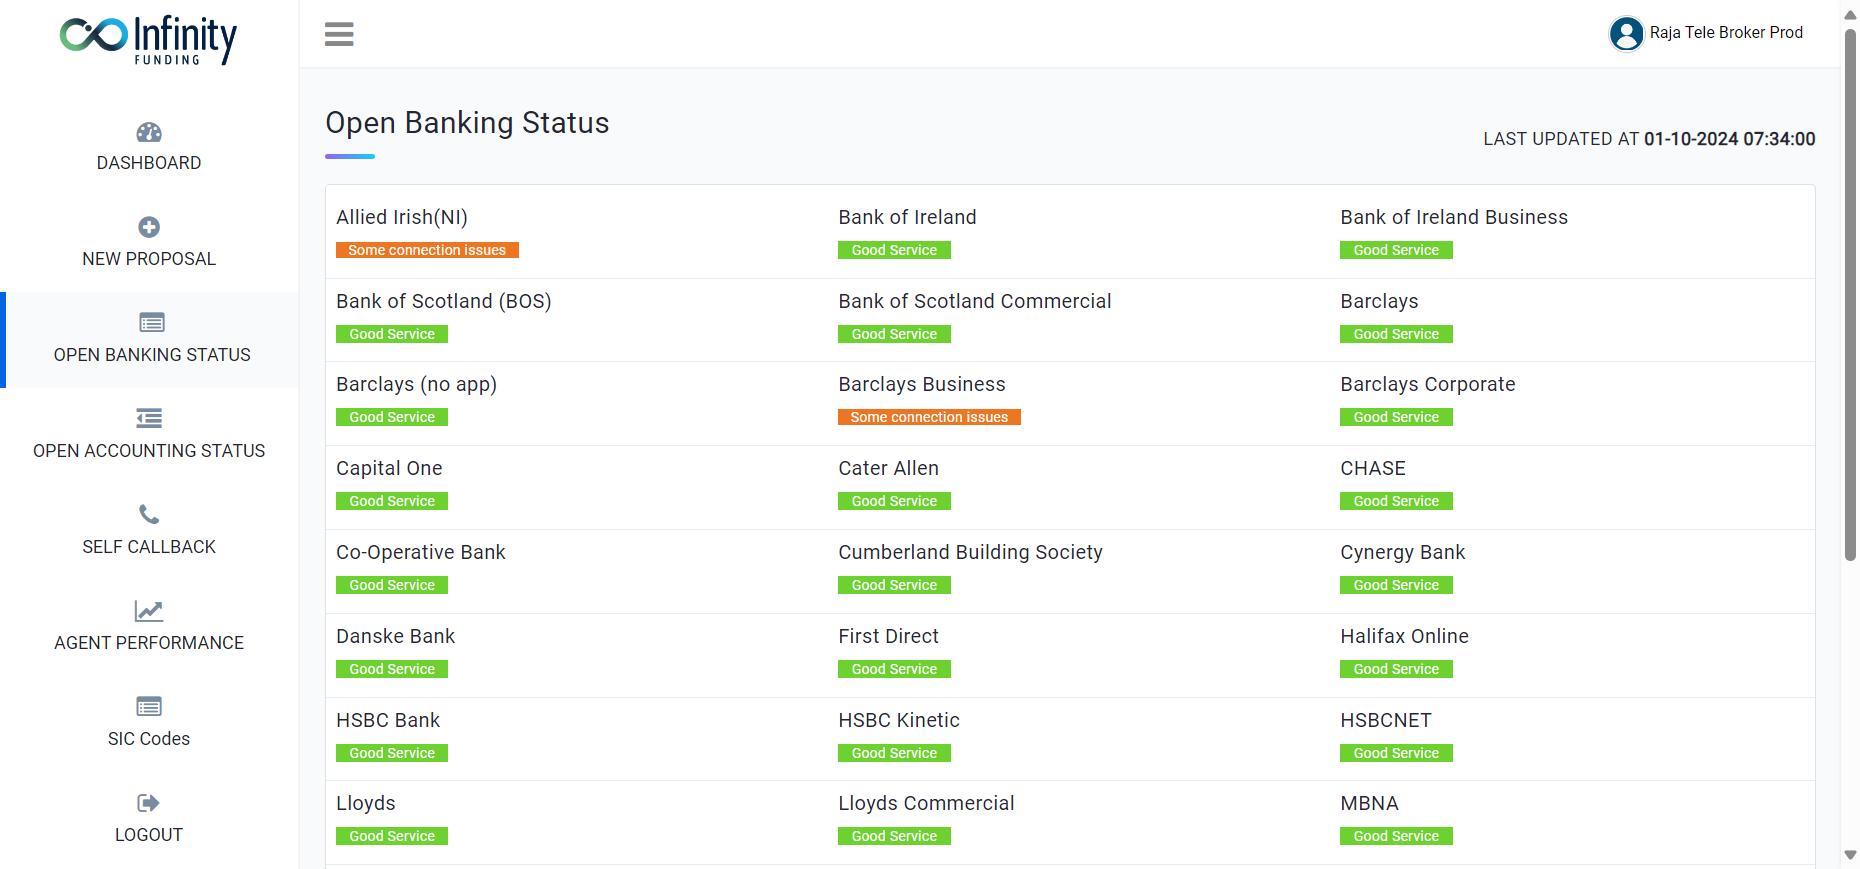 Infinity
FUNDING
Raja Tele Broker Prod
DASHBOARD
NEW PROPOSAL
OPEN BANKING STATUS
OPEN ACCOUNTING STATUS
SELF CALLBACK
AGENT PERFORMANCE
SIC Codes
LOGOUT
Open Banking Status
LAST UPDATED AT 01-10-2024 07:34:00
Allied Irish(NI) Bank of Ireland Bank of Ireland Business
Some connection issues Good Service Good Service
Bank of Scotland (BOS) Bank of Scotland Commercial Barclays
Good Service Good Service Good Service
Barclays (no app) Barclays Business Barclays Corporate
Good Service Some connection issues Good Service
Capital One Cater Allen CHASE
Good Service Good Service Good Service
Co-Operative Bank Cumberland Building Society Cynergy Bank
Good Service Good Service Good Service
Danske Bank First Direct Halifax Online
Good Service Good Service Good Service
HSBC Bank HSBC Kinetic HSBCNET
Good Service Good Service Good Service
Lloyds Lloyds Commercial MBNA
Good Service Good Service Good Service